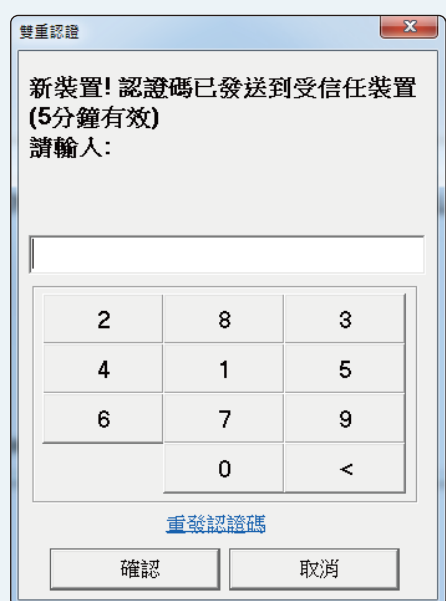 雙重認證
新裝置! 認證碼已發送到受信任裝置
(5分鐘有效)
請輸入:
2 8 3
4 1 5
6 7 9
0 <
重發認證碼
確認 取消